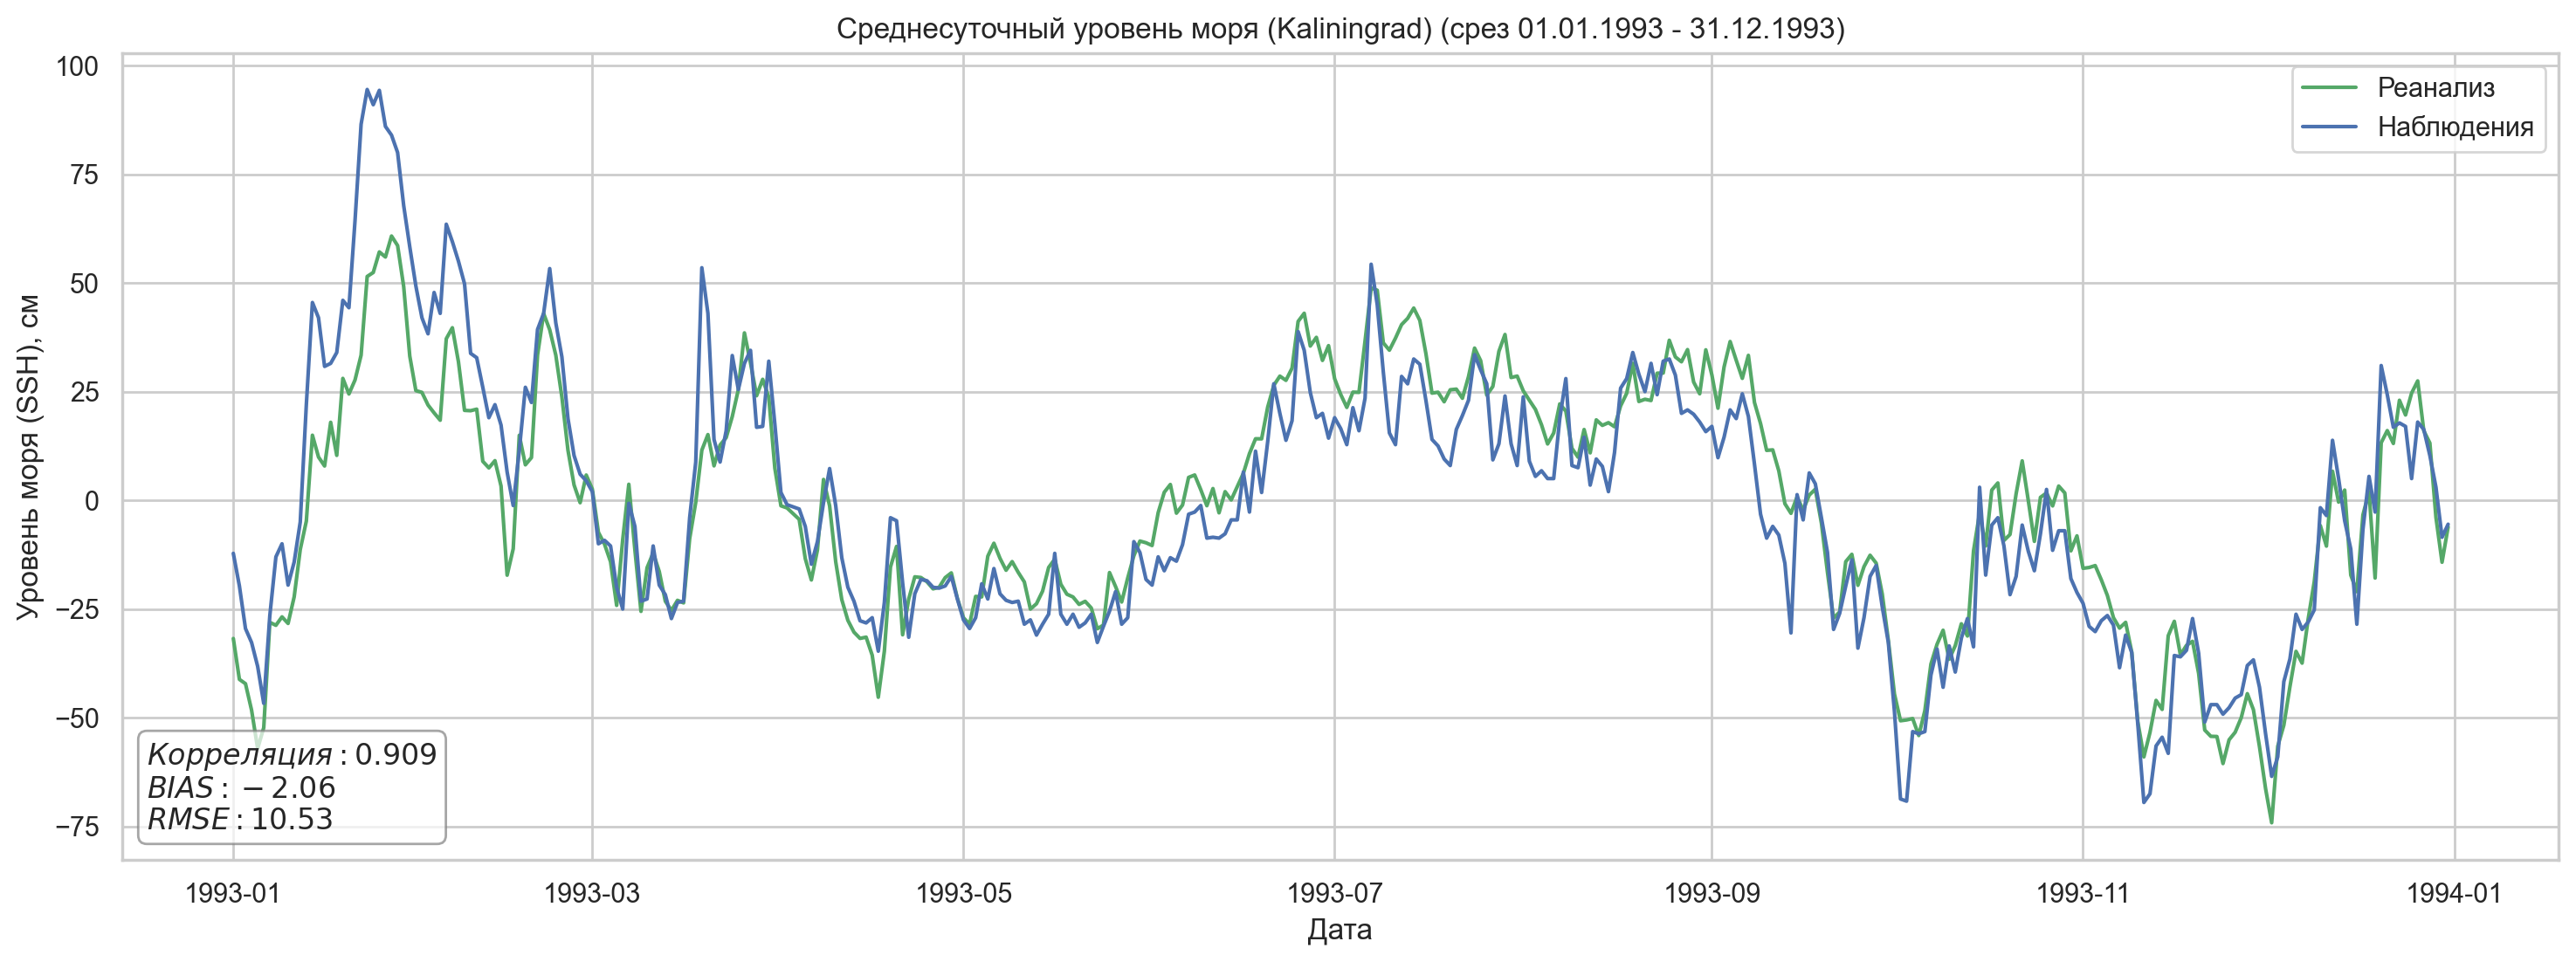 Среднесуточный уровень моря (Kaliningrad) (срез 01.01.1993 - 31.12.1993)
Уровень моря (SSH), см
100
75
50
25
0
−25
−50
−75
Реанализ
Наблюдения
Корреляция : 0.909
BIAS : −2.06
RMSE : 10.53
1993-01
1993-03
1993-05
1993-07
1993-09
1993-11
1994-01
Дата